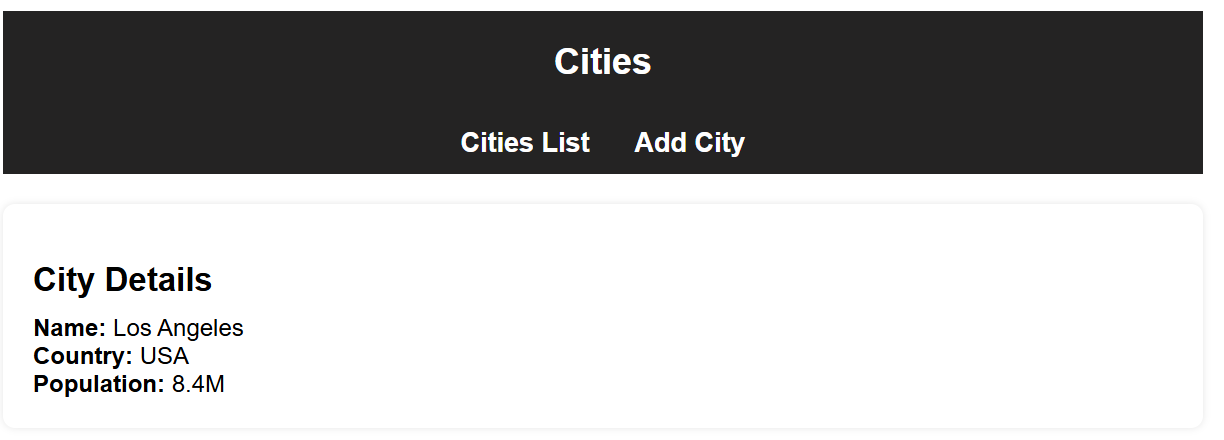 Cities
Cities List Add City
City Details
Name: Los Angeles
Country: USA
Population: 8.4M